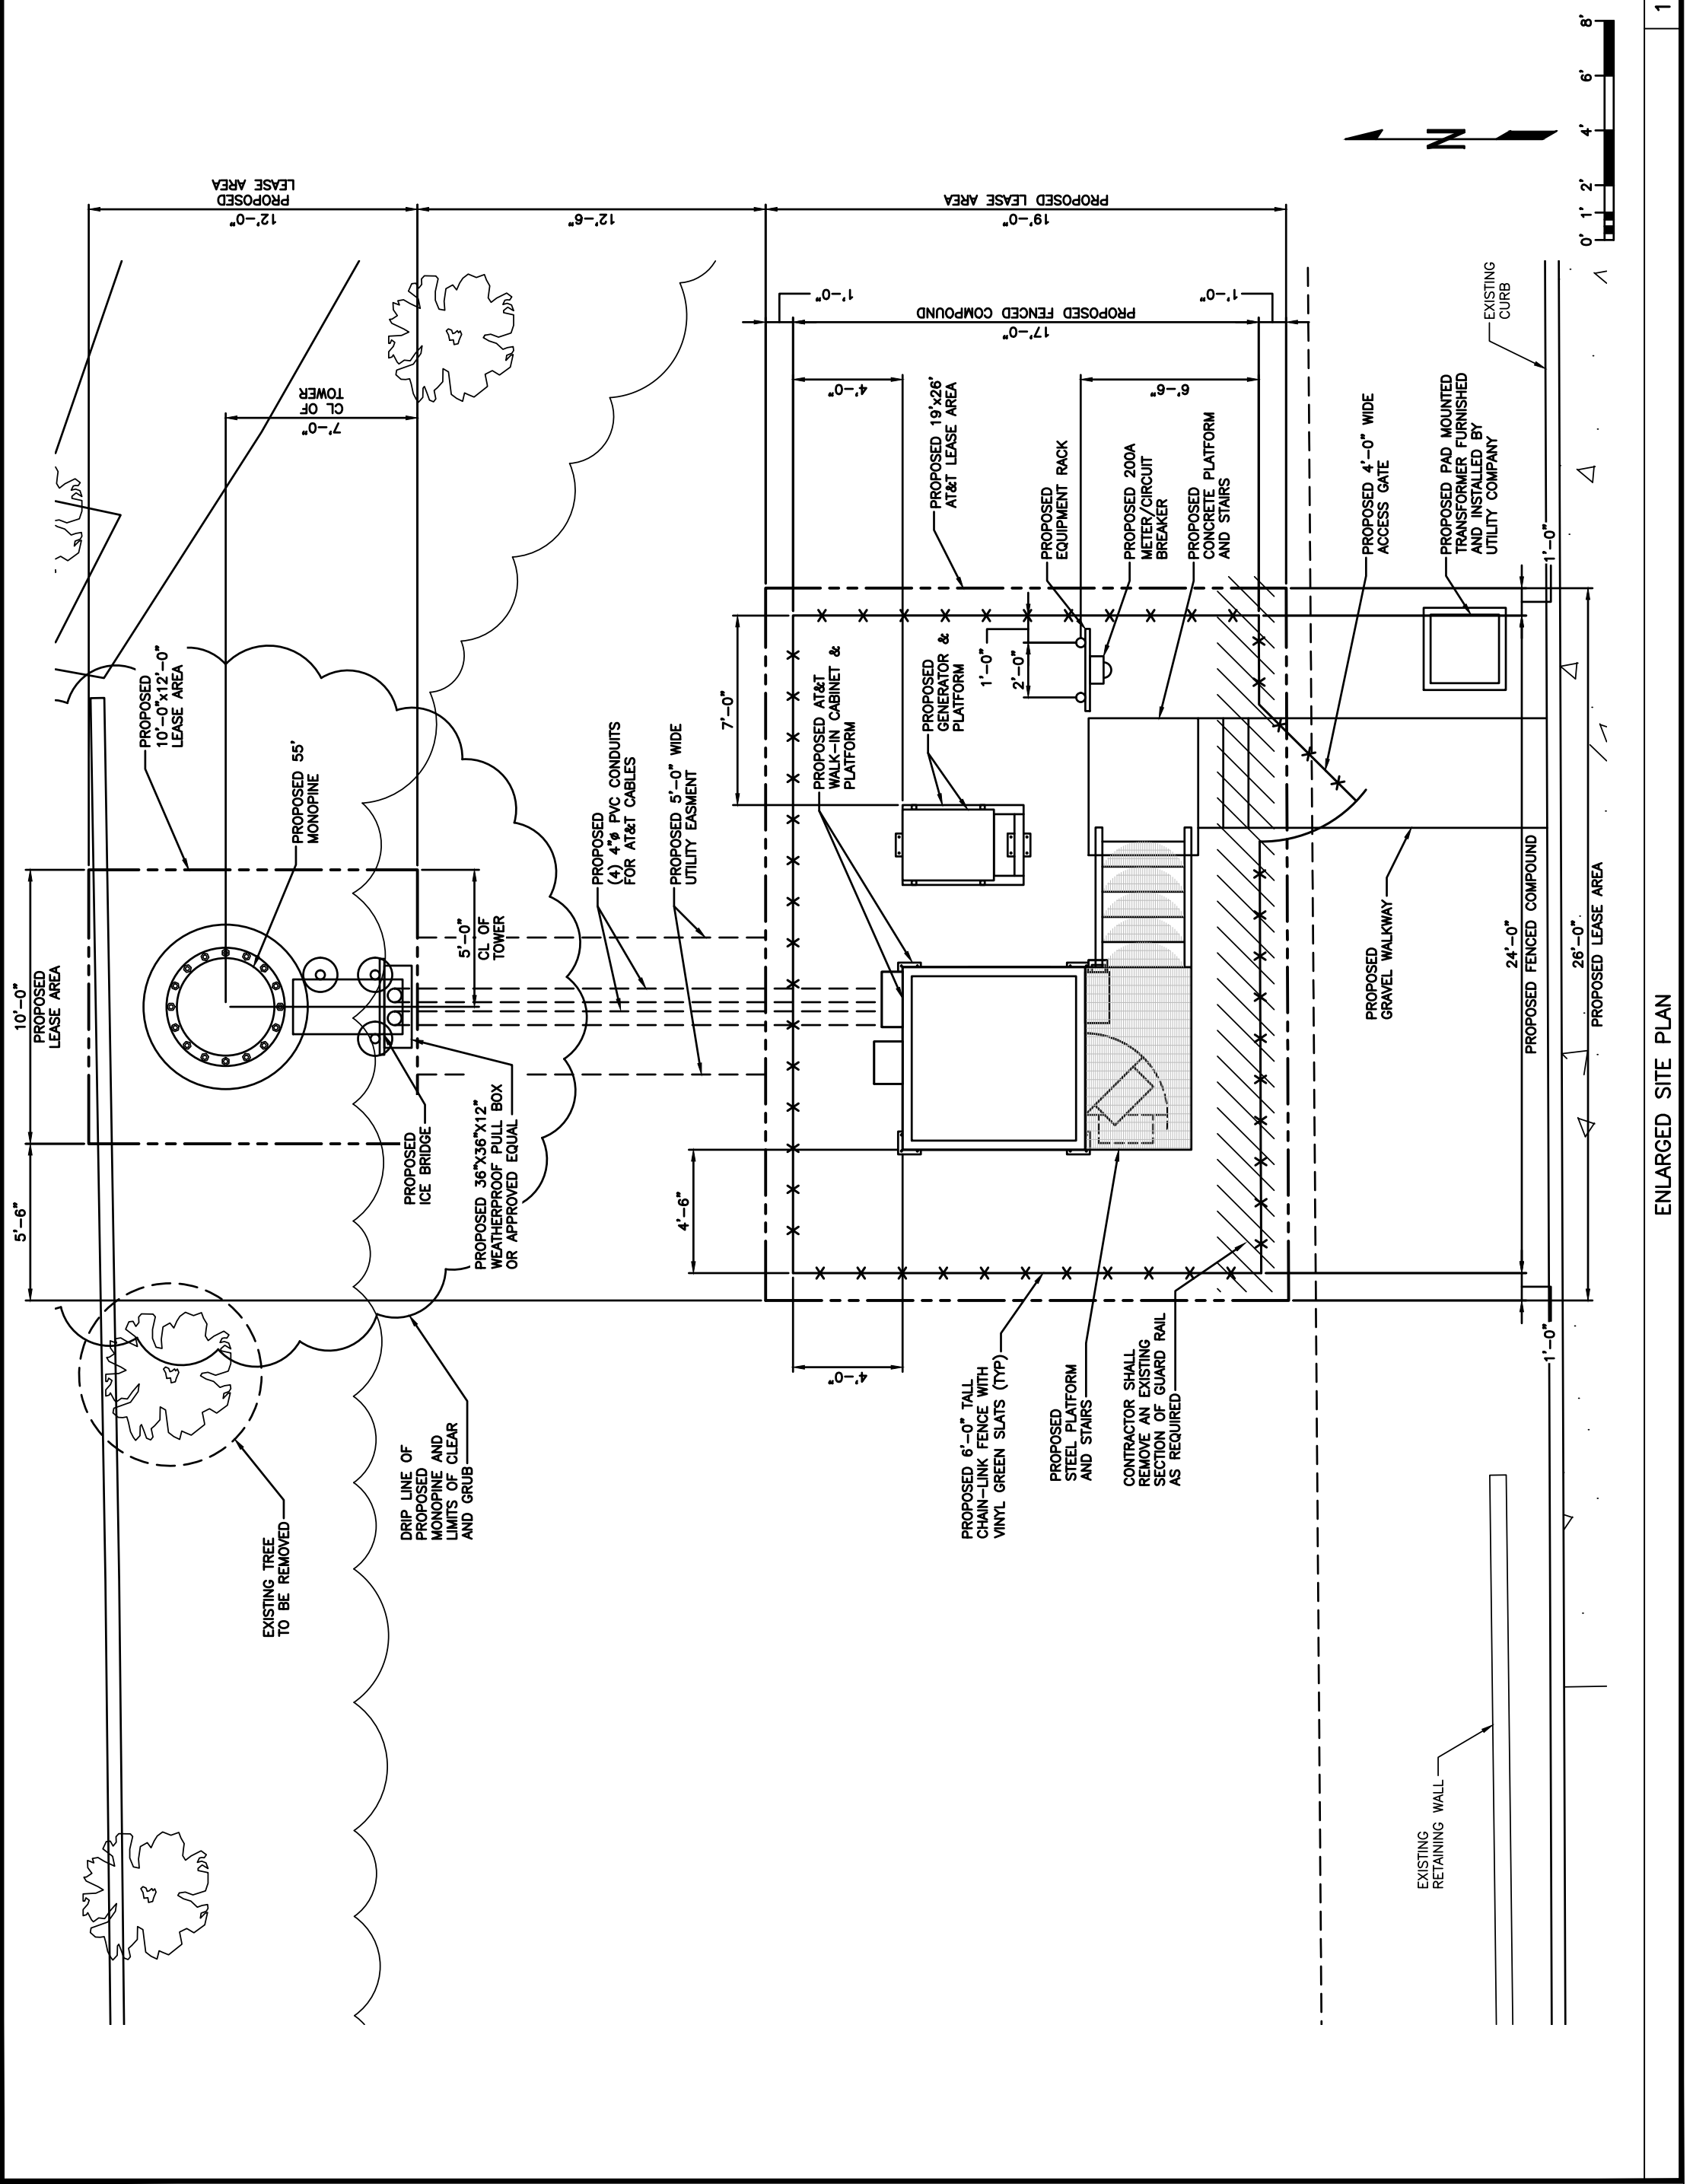 10'-0"
PROPOSED
LEASE AREA
5'-6"
12'-0"
PROPOSED
LEASE AREA
12'-6"
19'-0"
PROPOSED LEASE AREA
7'-0"
CL OF
TOWER
PROPOSED
10'-0"x12'-0"
LEASE AREA
PROPOSED 55'
MONOPINE
5'-0"
CL OF
TOWER
PROPOSED
ICE BRIDGE
PROPOSED 36"X36"X12"
WEATHERPROOF PULL BOX
OR APPROVED EQUAL
EXISTING TREE
TO BE REMOVED
DRIP LINE OF
PROPOSED
MONOPINE AND
LIMITS OF CLEAR
AND GRUB
PROPOSED
(4) 4"ø PVC CONDUITS
FOR AT&T CABLES
PROPOSED 5'-0" WIDE
UTILITY EASMENT
7'-0"
4'-6"
4'-0"
PROPOSED AT&T
WALK-IN CABINET &
PLATFORM
PROPOSED
GENERATOR &
PLATFORM
1'-0"
2'-0"
PROPOSED 19'x26'
AT&T LEASE AREA
4'-0"
6'-6"
1'-0"
17'-0"
PROPOSED FENCED COMPOUND
1'-0"
PROPOSED
EQUIPMENT RACK
PROPOSED 200A
METER/CIRCUIT
BREAKER
PROPOSED
CONCRETE PLATFORM
AND STAIRS
PROPOSED 6'-0" TALL
CHAIN-LINK FENCE WITH
VINYL GREEN SLATS (TYP)
PROPOSED
STEEL PLATFORM
AND STAIRS
CONTRACTOR SHALL
REMOVE AN EXISTING
SECTION OF GUARD RAIL
AS REQUIRED
PROPOSED 4'-0" WIDE
ACCESS GATE
PROPOSED
GRAVEL WALKWAY
PROPOSED PAD MOUNTED
TRANSFORMER FURNISHED
AND INSTALLED BY
UTILITY COMPANY
EXISTING
CURB
EXISTING
RETAINING WALL
24'-0"
PROPOSED FENCED COMPOUND
1'-0"
1'-0"
26'-0"
PROPOSED LEASE AREA
N
0' 1' 2' 4' 6' 8'
ENLARGED SITE PLAN
1